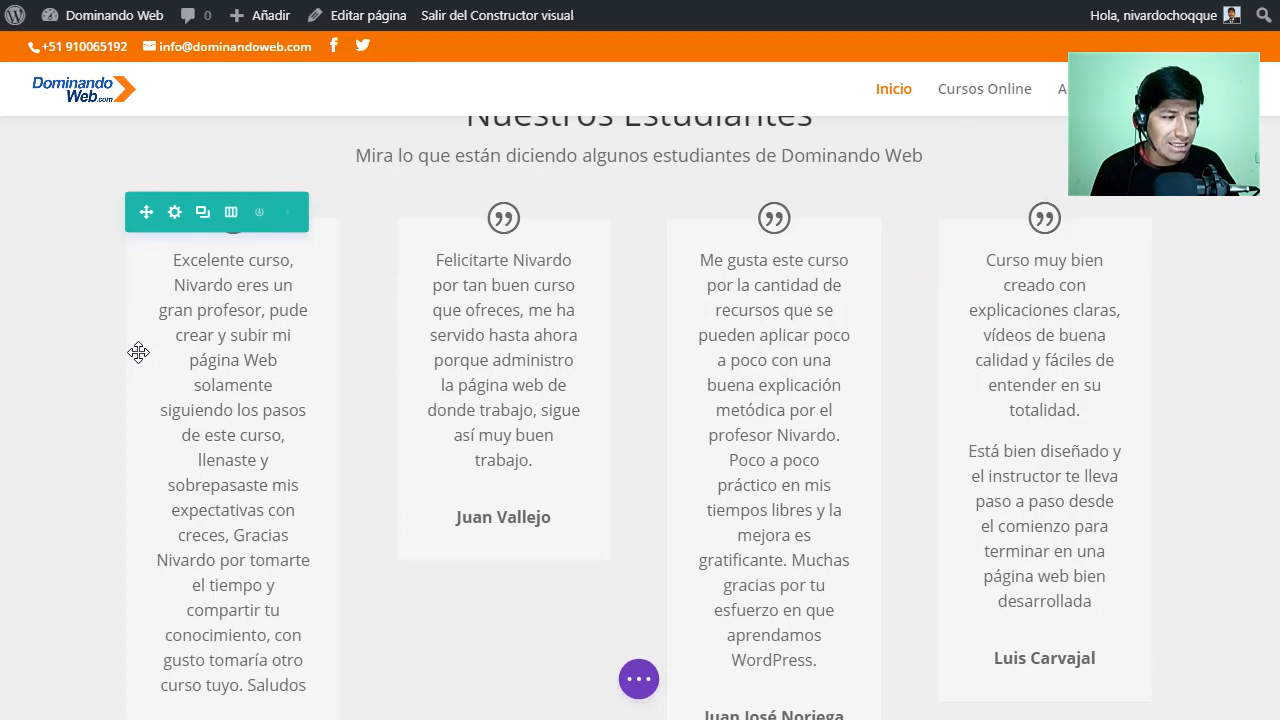 Dominando Web
0
Añadir
Editar página
Salir del Constructor visual
Hola, nivardochoqque
+51 910065192
info@dominandoweb.com
Dominando
Web.com
Inicio
Cursos Online
A
Nuestros Estudiantes
Mira lo que están diciendo algunos estudiantes de Dominando Web
Excelente curso,
Nivardo eres un
gran profesor, pude
crear y subir mi
página Web
solamente
siguiendo los pasos
de este curso,
llenaste y
sobrepasaste mis
expectativas con
creces, Gracias
Nivardo por tomarte
el tiempo y
compartir tu
conocimiento, con
gusto tomaría otro
curso tuyo. Saludos
Felicitarte Nivardo
por tan buen curso
que ofreces, me ha
servido hasta ahora
porque administro
la página web de
donde trabajo, sigue
así muy buen
trabajo.
Juan Vallejo
Me gusta este curso
por la cantidad de
recursos que se
pueden aplicar poco
a poco con una
buena explicación
metódica por el
profesor Nivardo.
Poco a poco
práctico en mis
tiempos libres y la
mejora es
gratificante. Muchas
gracias por tu
esfuerzo en que
aprendamos
WordPress.
Juan José Noriega
Curso muy bien
creado con
explicaciones claras,
vídeos de buena
calidad y fáciles de
entender en su
totalidad.
Está bien diseñado y
el instructor te lleva
paso a paso desde
el comienzo para
terminar en una
página web bien
desarrollada
Luis Carvajal